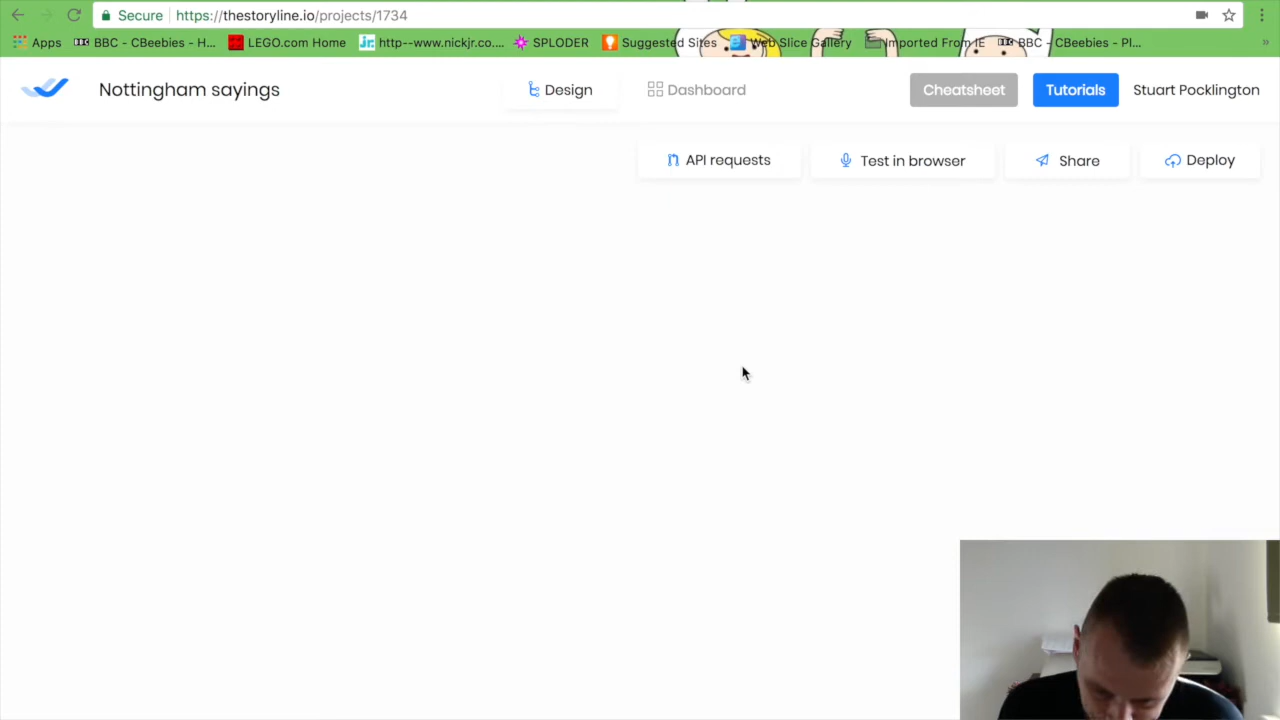 Secure https://thestoryline.io/projects/1734
Apps BBC - CBeebies - H... LEGO.com Home http--www.nickjr.co.... SPLODER Suggested Sites Web Slice Gallery Imported From IE BBC - CBeebies - Pl... »
Nottingham sayings Design Dashboard Cheatsheet Tutorials Stuart Pocklington
API requests Test in browser Share Deploy